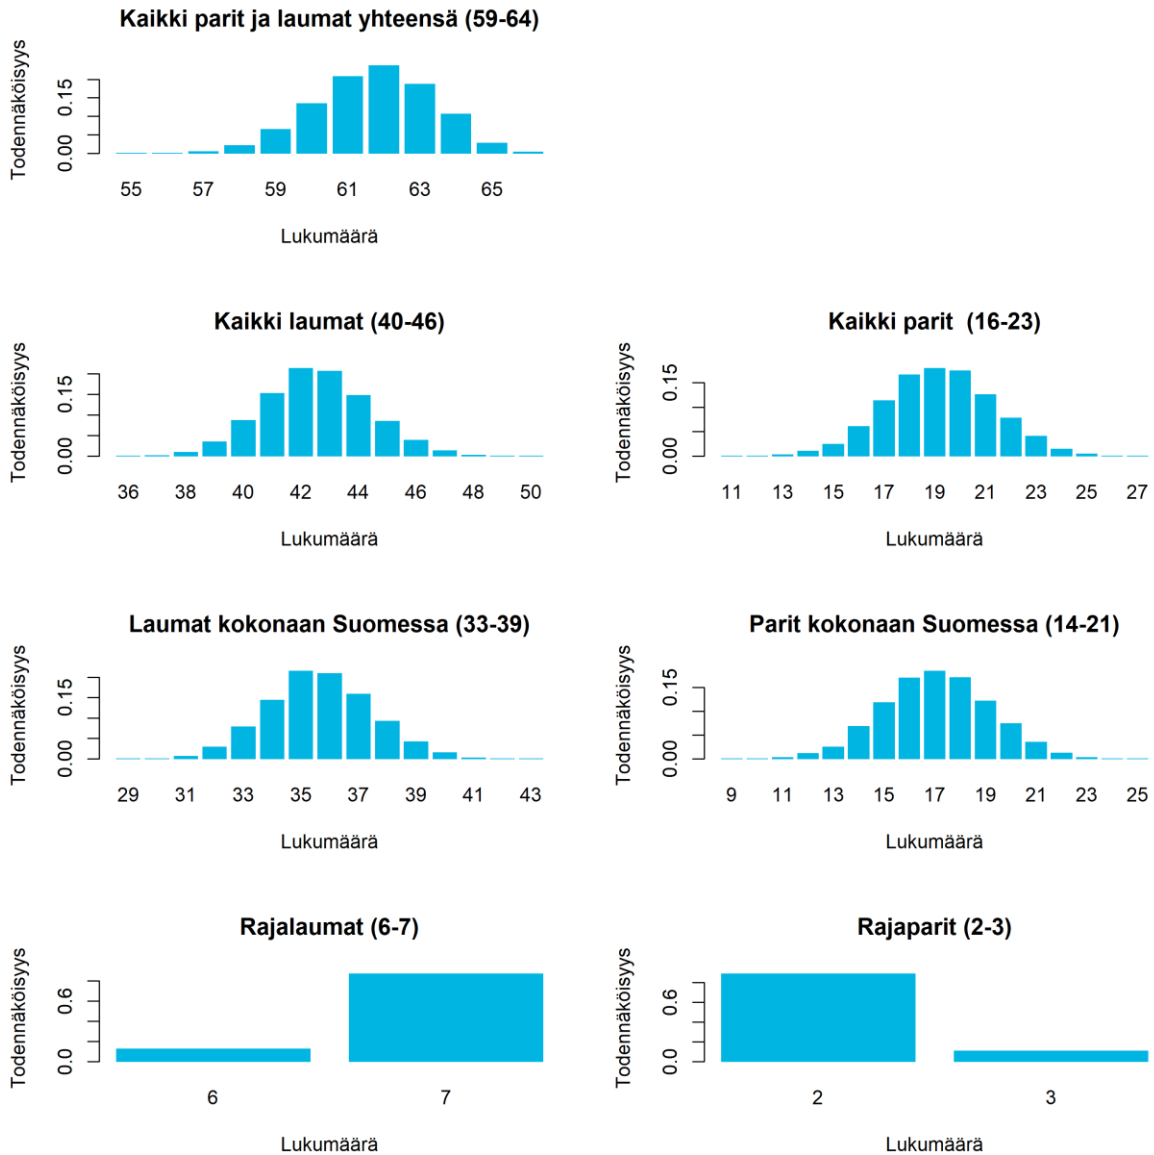 Kaikki parit ja laumat yhteensä (59-64)
Todennäköisyys
0.00 0.15
55 57 59 61 63 65
Lukumäärä
Kaikki laumat (40-46)
Todennäköisyys
0.00 0.15
36 38 40 42 44 46 48 50
Lukumäärä
Kaikki parit (16-23)
Todennäköisyys
0.00 0.15
11 13 15 17 19 21 23 25 27
Lukumäärä
Laumat kokonaan Suomessa (33-39)
Todennäköisyys
0.00 0.15
29 31 33 35 37 39 41 43
Lukumäärä
Parit kokonaan Suomessa (14-21)
Todennäköisyys
0.00 0.15
9 11 13 15 17 19 21 23 25
Lukumäärä
Rajalaumat (6-7)
Todennäköisyys
0.0 0.6
6 7
Lukumäärä
Rajaparit (2-3)
Todennäköisyys
0.0 0.6
2 3
Lukumäärä